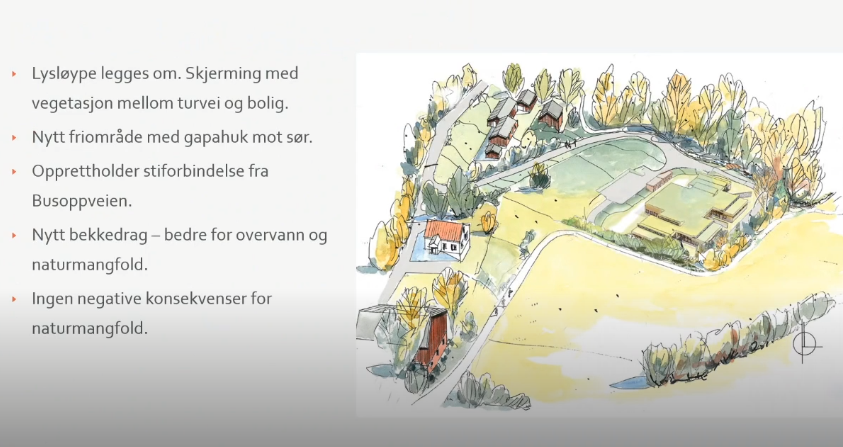 Lysløype legges om. Skjerming med
vegetasjon mellom turvei og bolig.
Nytt friområde med gapahuk mot sør.
Opprettholder stiforbindelse fra
Busoppveien.
Nytt bekkedrag – bedre for overvann og
naturmangfold.
Ingen negative konsekvenser for
naturmangfold.